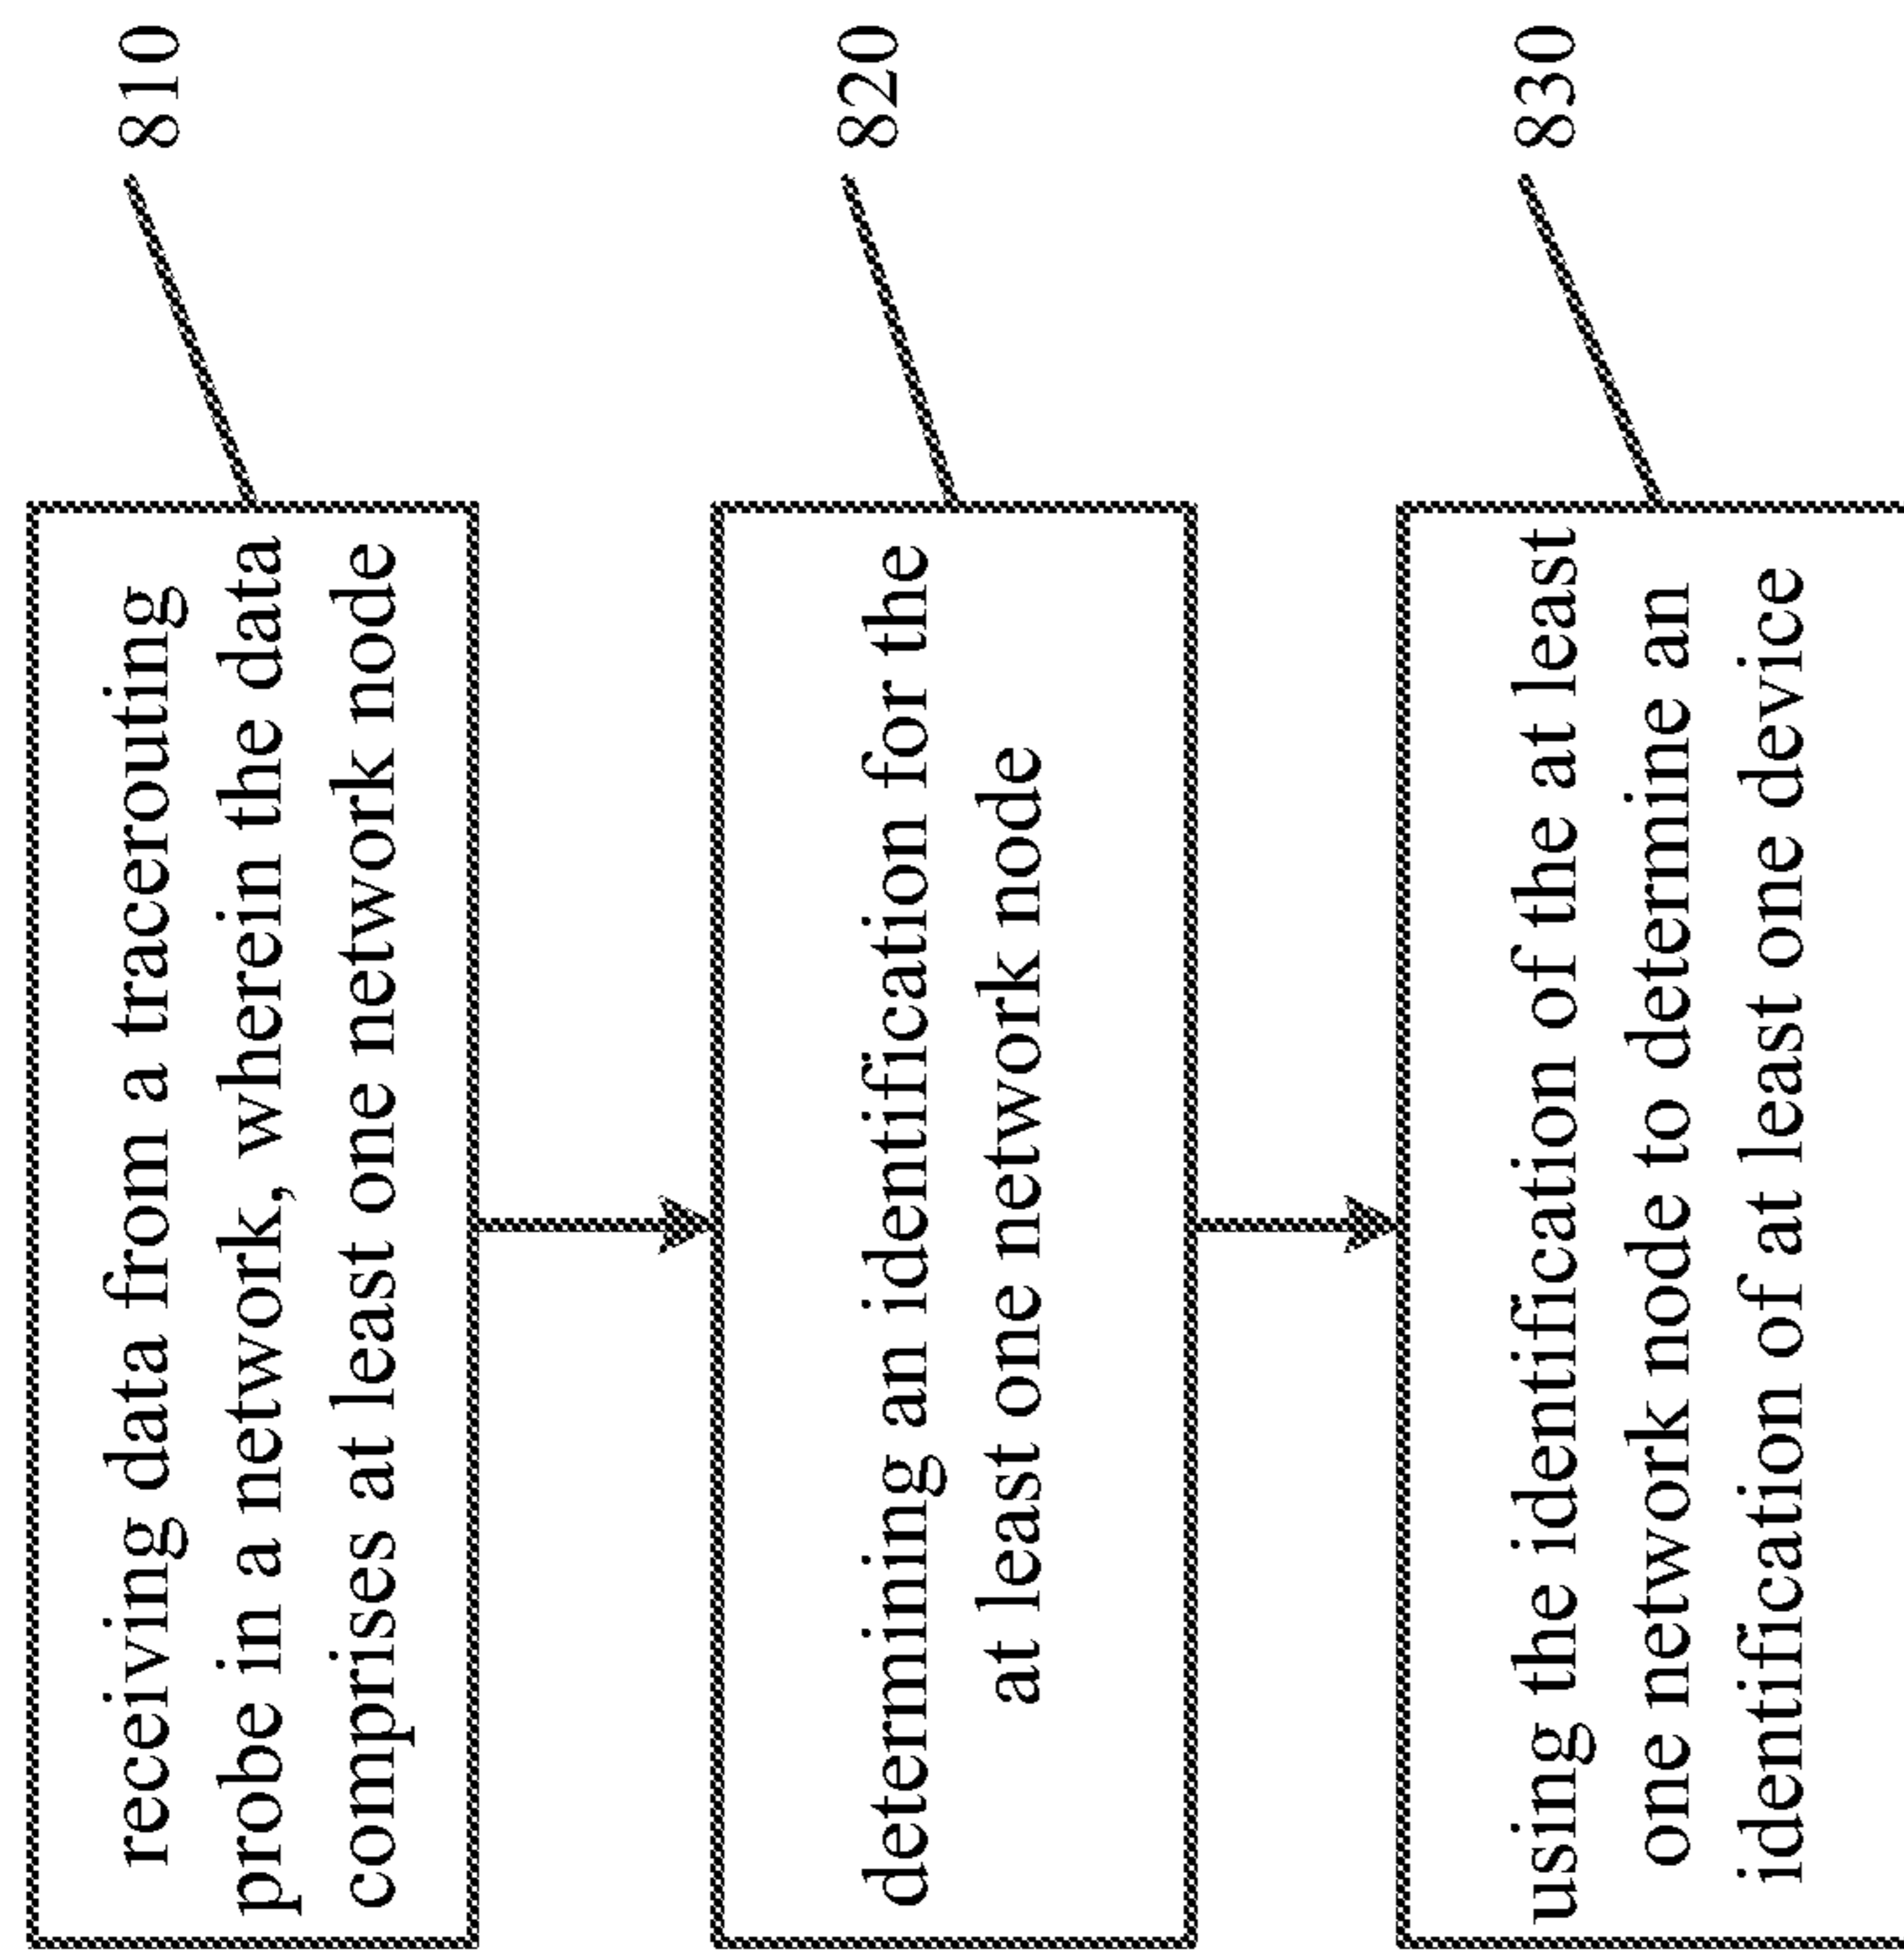 receiving data from a tracerouting
probe in a network, wherein the data
comprises at least one network node
810
determining an identification for the
at least one network node
820
using the identification of the at least
one network node to determine an
identification of at least one device
830